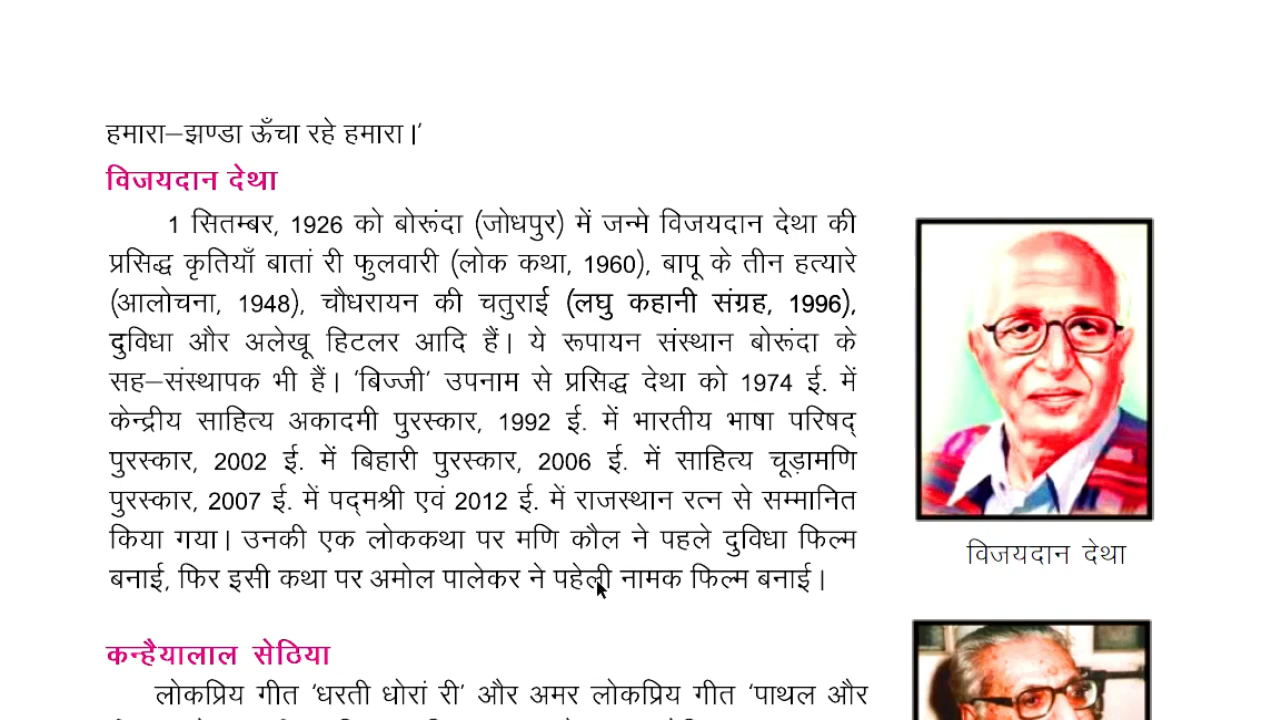 हमारा–झण्डा ऊँचा रहे हमारा।’
विजयदान देथा
1 सितम्बर, 1926 को बोरूंदा (जोधपुर) में जन्मे विजयदान देथा की
प्रसिद्ध कृतियाँ बातां री फुलवारी (लोक कथा, 1960), बापू के तीन हत्यारे
(आलोचना, 1948), चौधरायन की चतुराई (लघु कहानी संग्रह, 1996),
दुविधा और अलेखू हिटलर आदि हैं। ये रूपायन संस्थान बोरूंदा के
सह–संस्थापक भी हैं। ‘बिज्जी’ उपनाम से प्रसिद्ध देथा को 1974 ई. में
केन्द्रीय साहित्य अकादमी पुरस्कार, 1992 ई. में भारतीय भाषा परिषद्
पुरस्कार, 2002 ई. में बिहारी पुरस्कार, 2006 ई. में साहित्य चूड़ामणि
पुरस्कार, 2007 ई. में पद्मश्री एवं 2012 ई. में राजस्थान रत्न से सम्मानित
किया गया। उनकी एक लोककथा पर मणि कौल ने पहले दुविधा फिल्म
बनाई, फिर इसी कथा पर अमोल पालेकर ने पहेली नामक फिल्म बनाई।
विजयदान देथा
कन्हैयालाल सेठिया
लोकप्रिय गीत ‘धरती धोरां री’ और अमर लोकप्रिय गीत ‘पाथल और